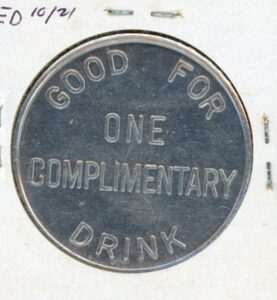 ED 10/21
GOOD FOR
ONE
COMPLIMENTARY
DRINK